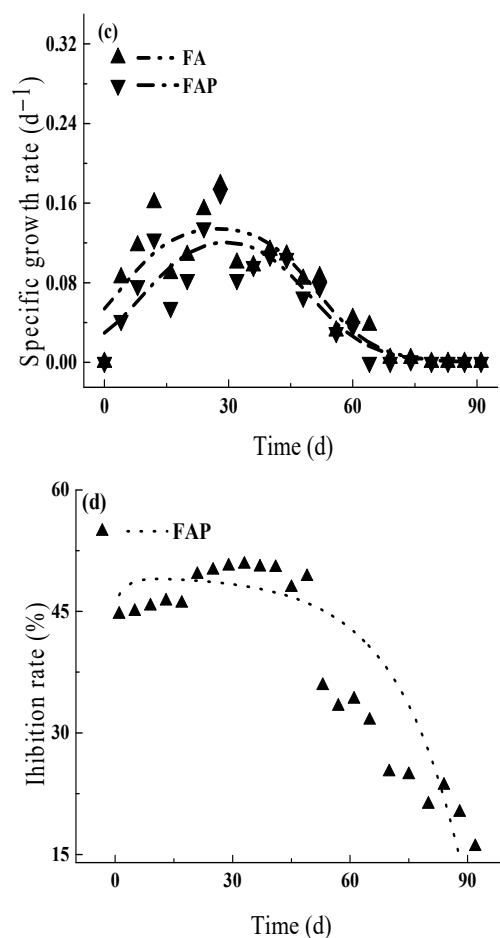 (c)
FA
FAP
0.32
0.24
0.16
0.08
0.00
Specific growth rate (d⁻¹)
0 30 60 90
Time (d)
60
(d)
FAP
45
30
15
Ihibition rate (%)
0 30 60 90
Time (d)